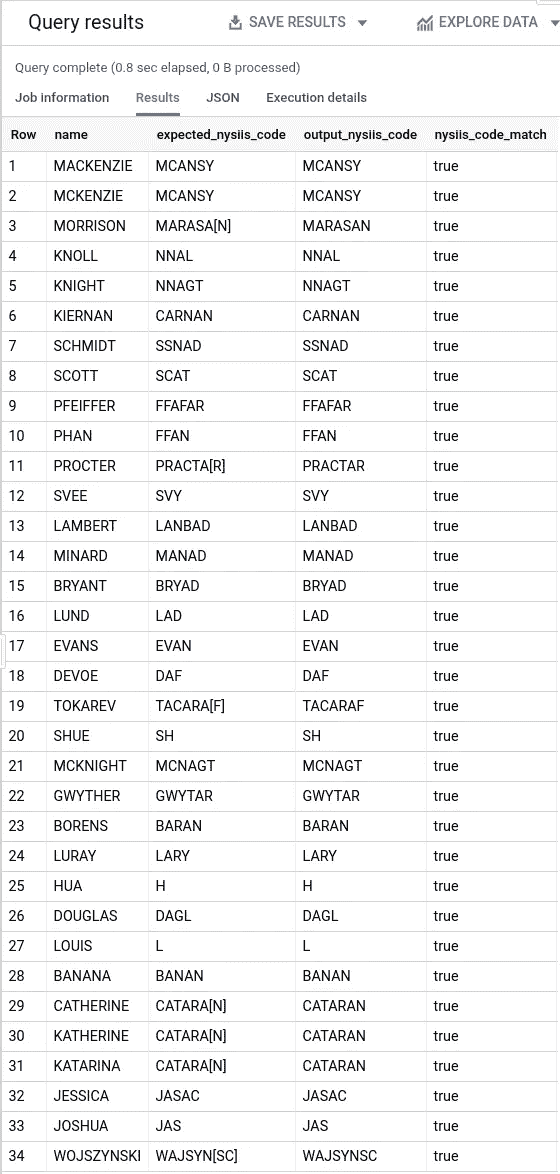 Query results SAVE RESULTS EXPLORE DATA
Query complete (0.8 sec elapsed, 0 B processed)
Job information Results JSON Execution details
Row name expected_nysiis_code output_nysiis_code nysiis_code_match
1 MACKENZIE MCANSY MCANSY true
2 MCKENZIE MCANSY MCANSY true
3 MORRISON MARASA[N] MARASAN true
4 KNOLL NNAL NNAL true
5 KNIGHT NNAGT NNAGT true
6 KIERNAN CARNAN CARNAN true
7 SCHMIDT SSNAD SSNAD true
8 SCOTT SCAT SCAT true
9 PFEIFFER FFAFAR FFAFAR true
10 PHAN FFAN FFAN true
11 PROCTER PRACTA[R] PRACTAR true
12 SVEE SVY SVY true
13 LAMBERT LANBAD LANBAD true
14 MINARD MANAD MANAD true
15 BRYANT BRYAD BRYAD true
16 LUND LAD LAD true
17 EVANS EVAN EVAN true
18 DEVOE DAF DAF true
19 TOKAREV TACARA[F] TACARAF true
20 SHUE SH SH true
21 MCKNIGHT MCNAGT MCNAGT true
22 GWYTHER GWYTAR GWYTAR true
23 BORENS BARAN BARAN true
24 LURAY LARY LARY true
25 HUA H H true
26 DOUGLAS DAGL DAGL true
27 LOUIS L L true
28 BANANA BANAN BANAN true
29 CATHERINE CATARA[N] CATARAN true
30 KATHERINE CATARA[N] CATARAN true
31 KATARINA CATARA[N] CATARAN true
32 JESSICA JASAC JASAC true
33 JOSHUA JAS JAS true
34 WOJSZYNSKI WAJSYN[SC] WAJSYNSC true